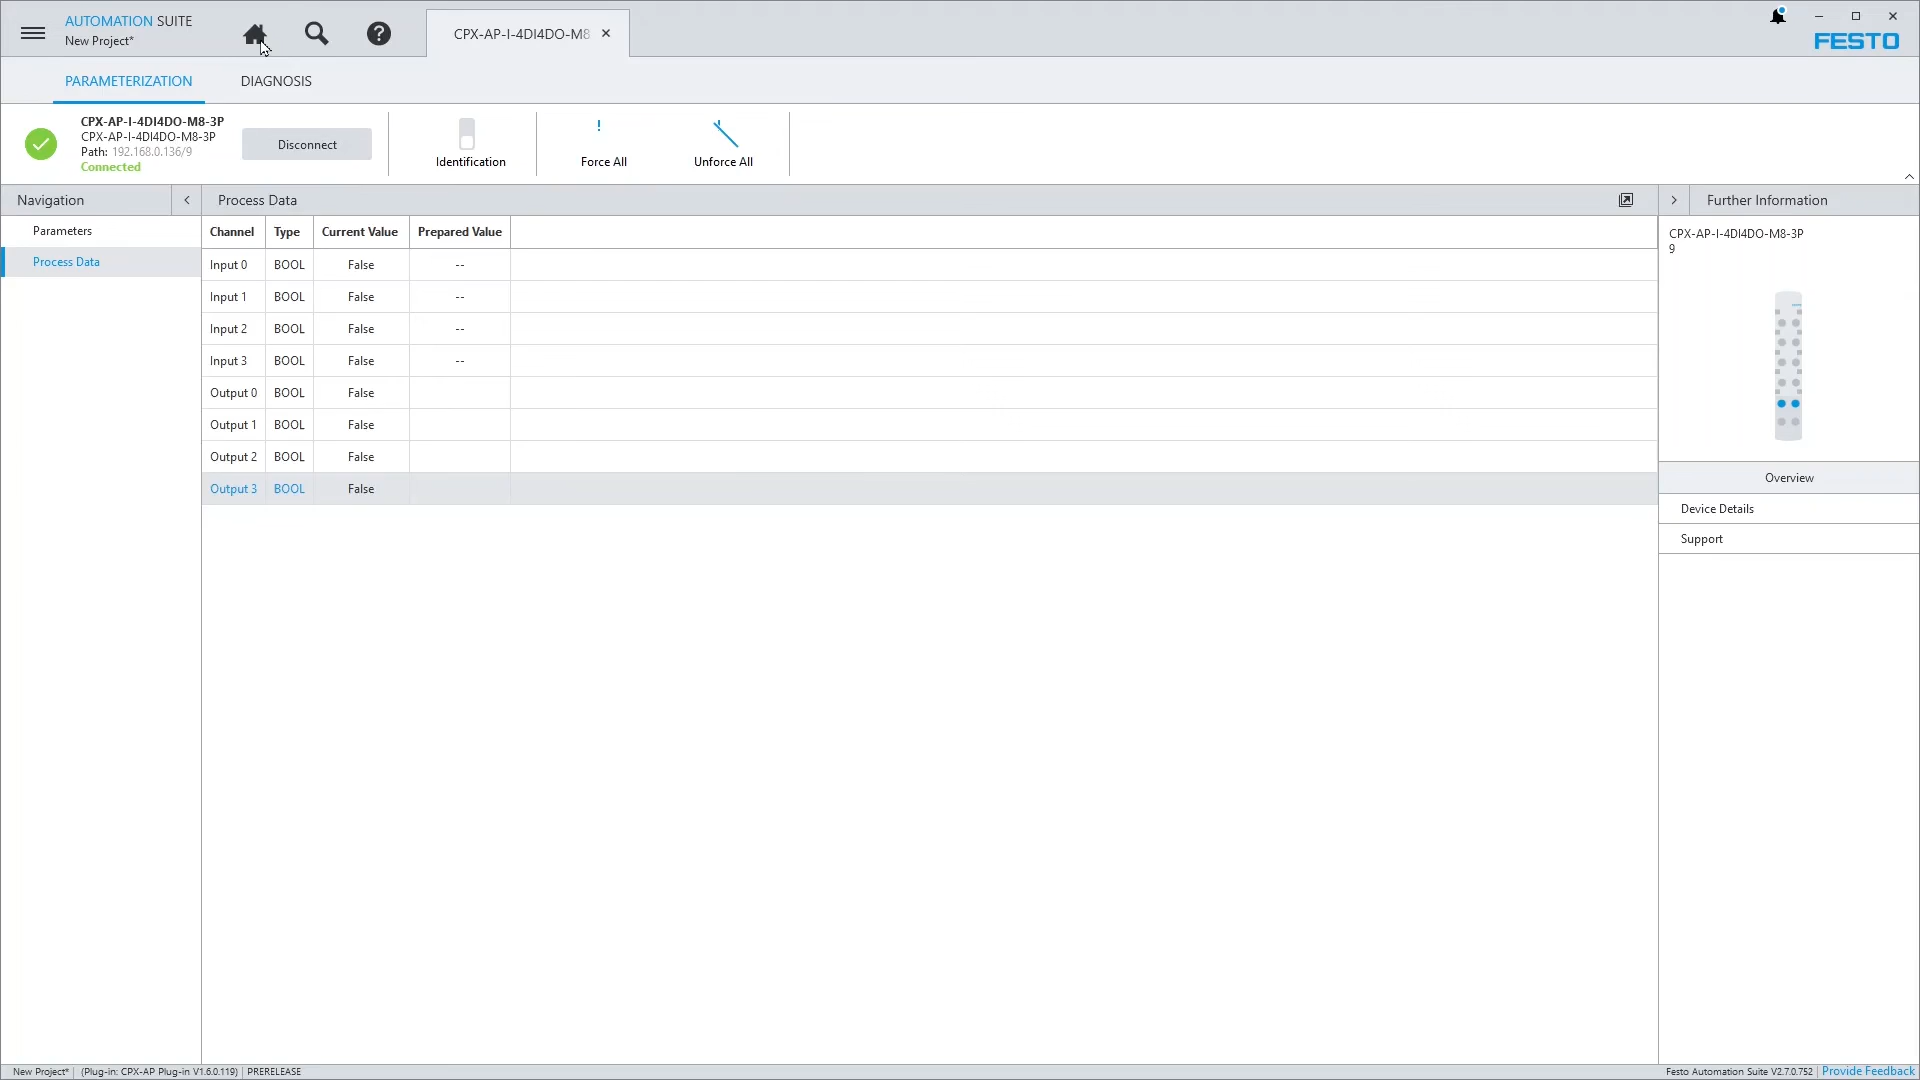 AUTOMATION SUITE
New Project*
CPX-AP-I-4DI4DO-M8
FESTO
PARAMETERIZATION
DIAGNOSIS
CPX-AP-I-4DI4DO-M8-3P
CPX-AP-I-4DI4DO-M8-3P
Path: 192.168.0.136/9
Connected
Disconnect
Identification
Force All
Unforce All
Navigation
Parameters
Process Data
Process Data
Channel Type Current Value Prepared Value
Input 0 BOOL False --
Input 1 BOOL False --
Input 2 BOOL False --
Input 3 BOOL False --
Output 0 BOOL False
Output 1 BOOL False
Output 2 BOOL False
Output 3 BOOL False
Further Information
CPX-AP-I-4DI4DO-M8-3P
9
Overview
Device Details
Support
New Project* (Plug-in: CPX-AP Plug-in V1.6.0.119) PRERELEASE
Festo Automation Suite V2.7.0.752 Provide Feedback